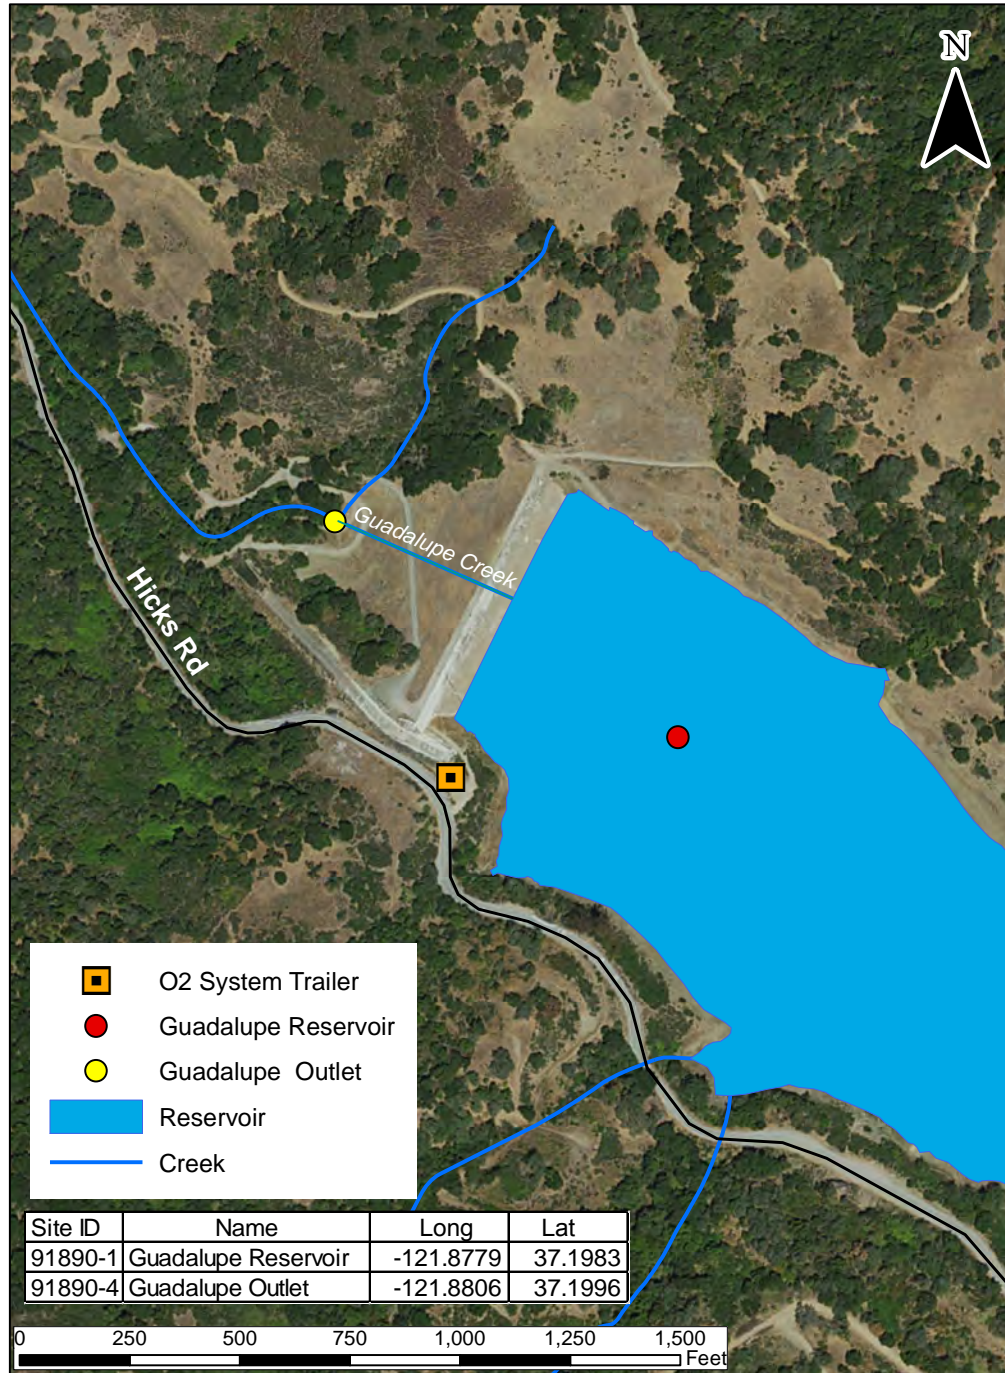 N
Guadalupe Creek
Hicks Rd
O2 System Trailer
Guadalupe Reservoir
Guadalupe Outlet
Reservoir
Creek
Site ID Name Long Lat
91890-1 Guadalupe Reservoir -121.8779 37.1983
91890-4 Guadalupe Outlet -121.8806 37.1996
0 250 500 750 1,000 1,250 1,500
Feet